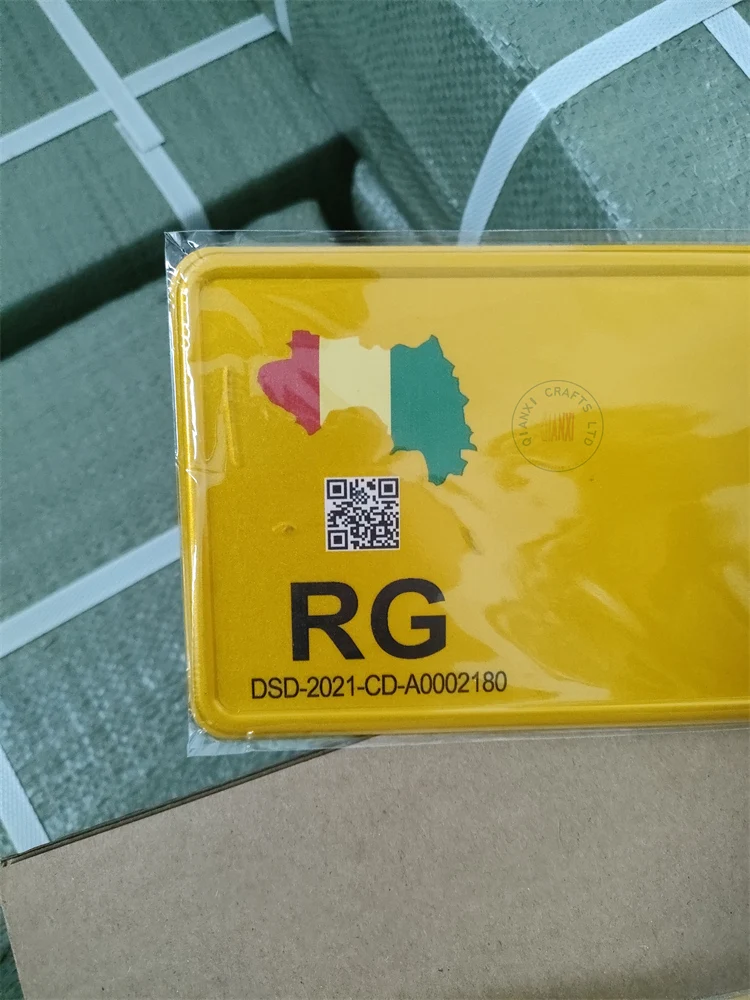 QIANXI CRAFTS LTD
QIANXI
RG
DSD-2021-CD-A0002180